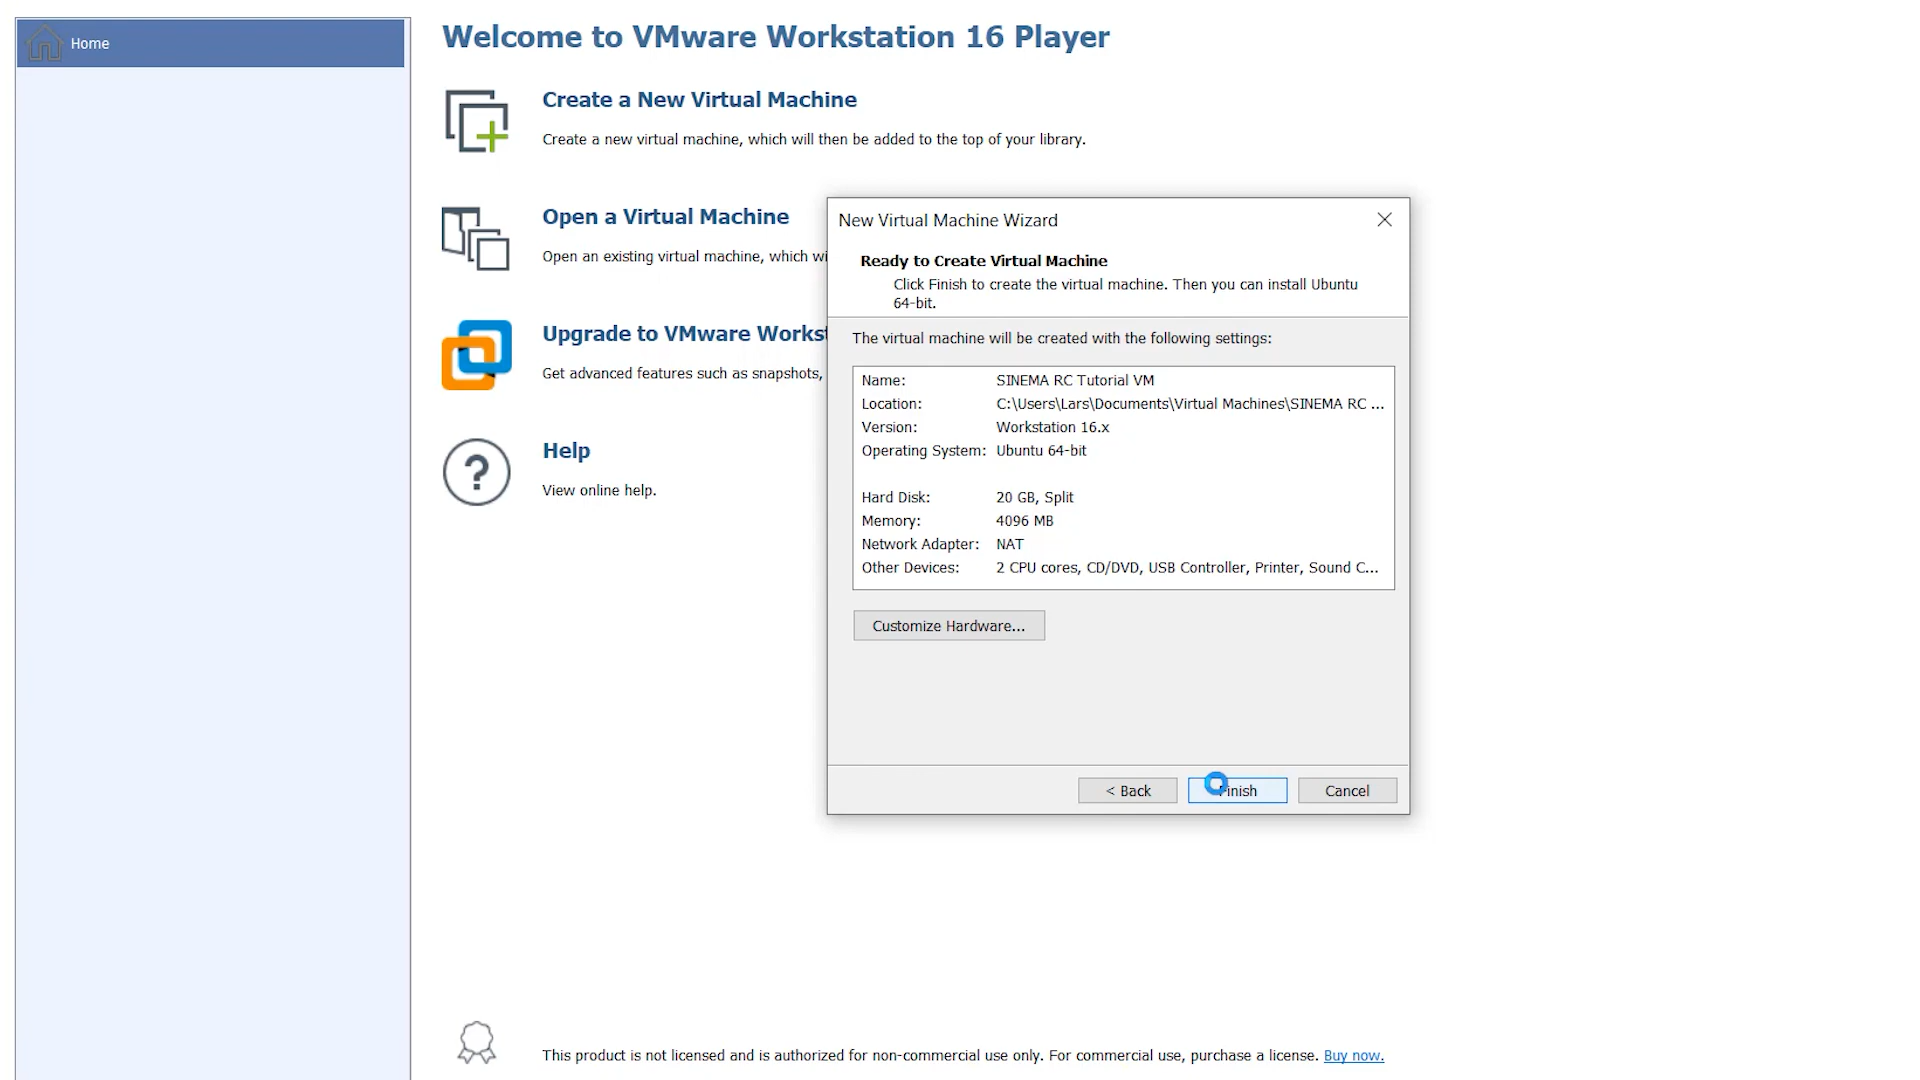 Home
Welcome to VMware Workstation 16 Player
Create a New Virtual Machine
Create a new virtual machine, which will then be added to the top of your library.
Open a Virtual Machine
Open an existing virtual machine, which wi
Upgrade to VMware Workst
Get advanced features such as snapshots,
Help
View online help.
New Virtual Machine Wizard
Ready to Create Virtual Machine
Click Finish to create the virtual machine. Then you can install Ubuntu
64-bit.
The virtual machine will be created with the following settings:
Name: SINEMA RC Tutorial VM
Location: C:\Users\Lars\Documents\Virtual Machines\SINEMA RC ...
Version: Workstation 16.x
Operating System: Ubuntu 64-bit
Hard Disk: 20 GB, Split
Memory: 4096 MB
Network Adapter: NAT
Other Devices: 2 CPU cores, CD/DVD, USB Controller, Printer, Sound C...
Customize Hardware...
< Back Finish Cancel
This product is not licensed and is authorized for non-commercial use only. For commercial use, purchase a license. Buy now.